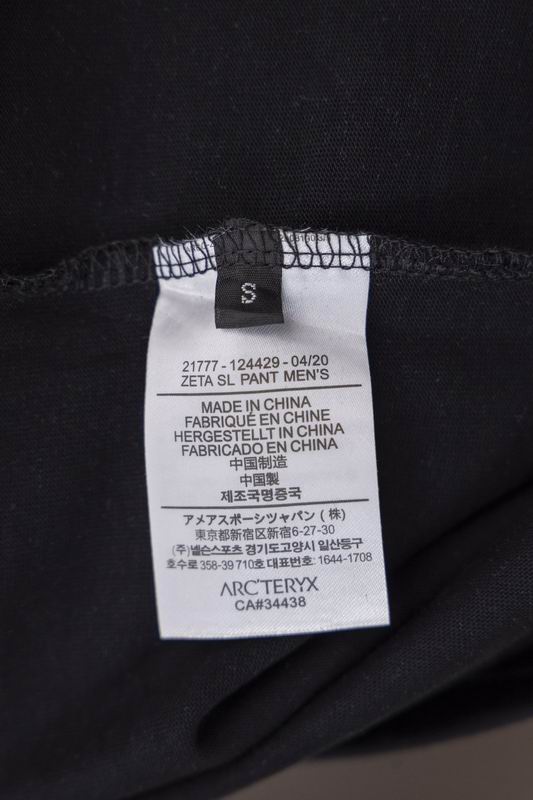 S
21777 - 124429 - 04/20
ZETA SL PANT MEN'S
MADE IN CHINA
FABRIQUÉ EN CHINE
HERGESTELLT IN CHINA
FABRICADO EN CHINA
中国制造
中国製
제조국명중국
アメアスポーツジャパン (株)
東京都新宿区新宿6-27-30
(주)넬슨스포츠 경기도고양시 일산동구
호수로 358-39 710호 대표번호: 1644-1708
ARC'TERYX
CA#34438